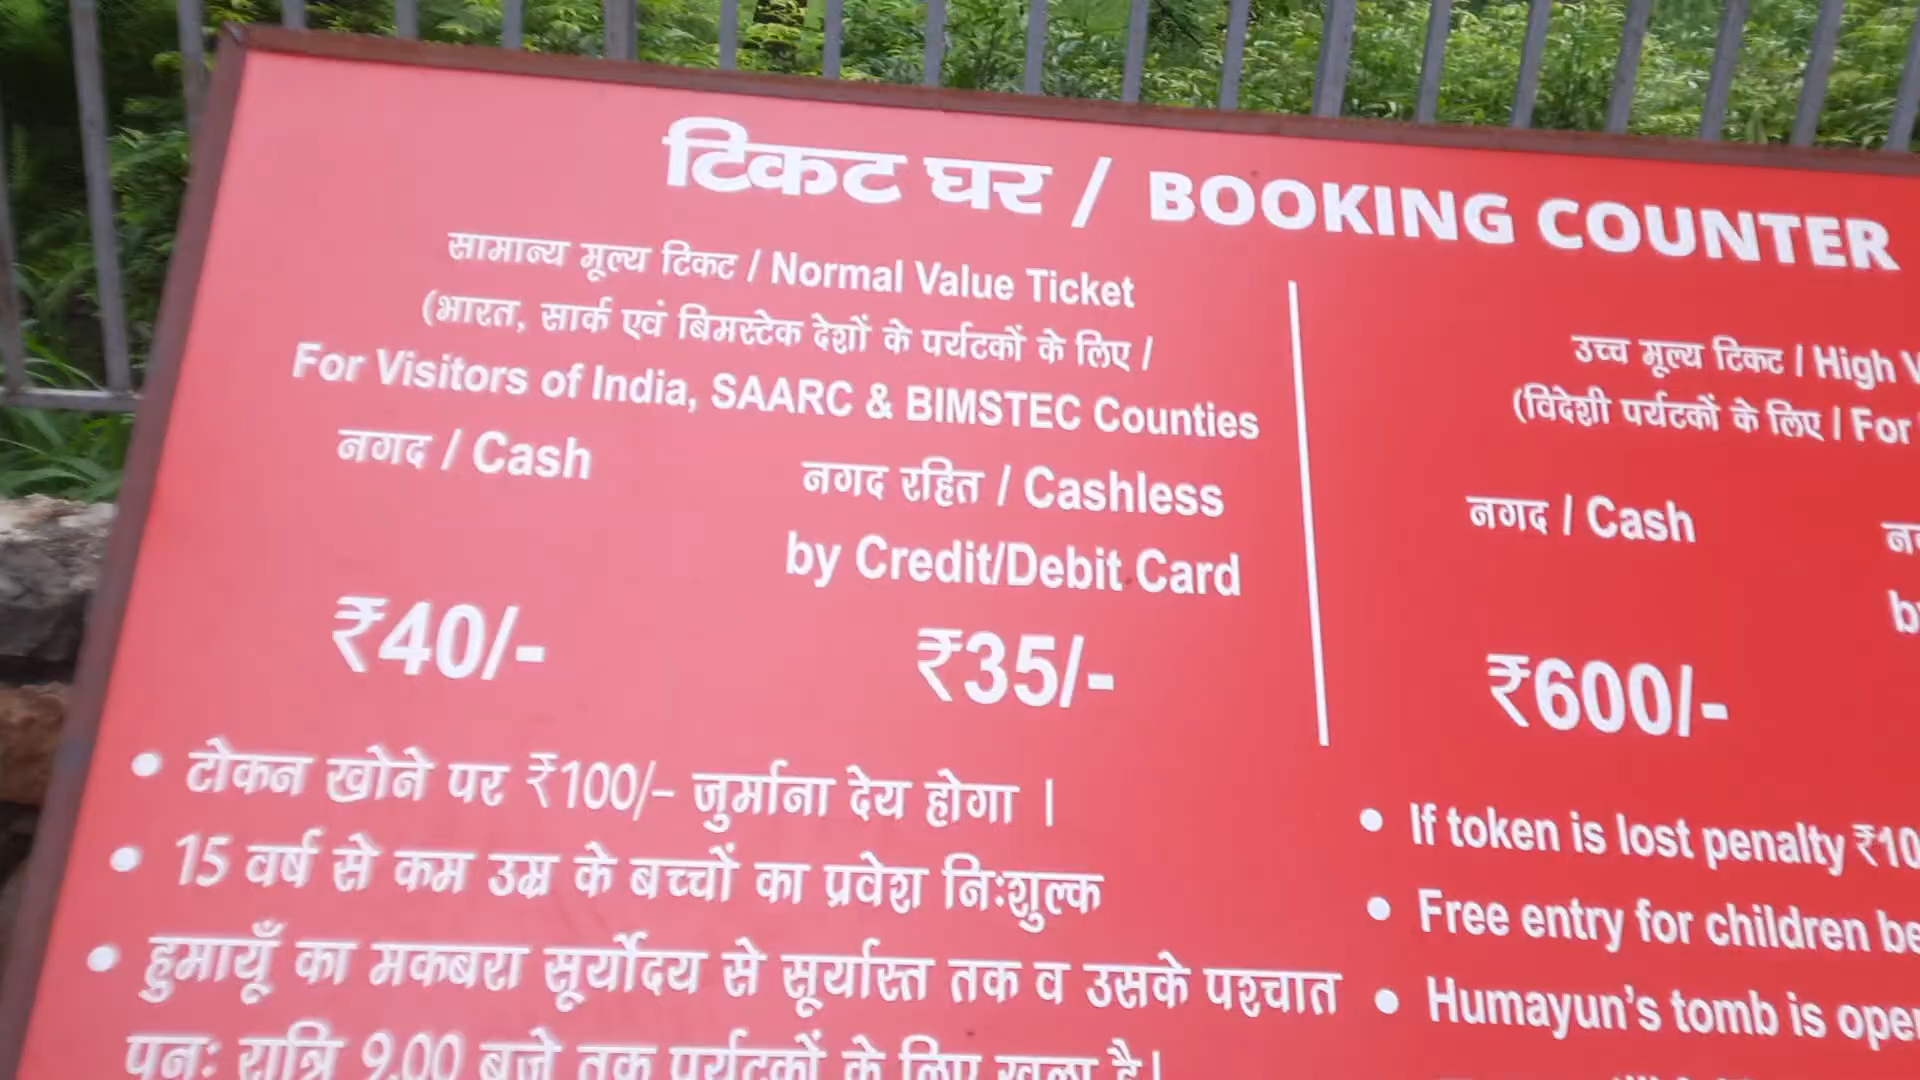 टिकट घर / BOOKING COUNTER
सामान्य मूल्य टिकट / Normal Value Ticket
(भारत, सार्क एवं बिमस्टेक देशों के पर्यटकों के लिए /
For Visitors of India, SAARC & BIMSTEC Counties
नगद / Cash
नगद रहित / Cashless
by Credit/Debit Card
₹40/-
₹35/-
उच्च मूल्य टिकट / High
(विदेशी पर्यटकों के लिए / For
नगद / Cash
₹600/-
• टोकन खोने पर ₹100/- जुर्माना देय होगा ।
• 15 वर्ष से कम उम्र के बच्चों का प्रवेश निःशुल्क
• हुमायूँ का मकबरा सूर्योदय से सूर्यास्त तक व उसके पश्चात
पुनः रात्रि 9.00 बजे तक पर्यटकों के लिए खुला है।
• If token is lost penalty
• Free entry for children
• Humayun's tomb is